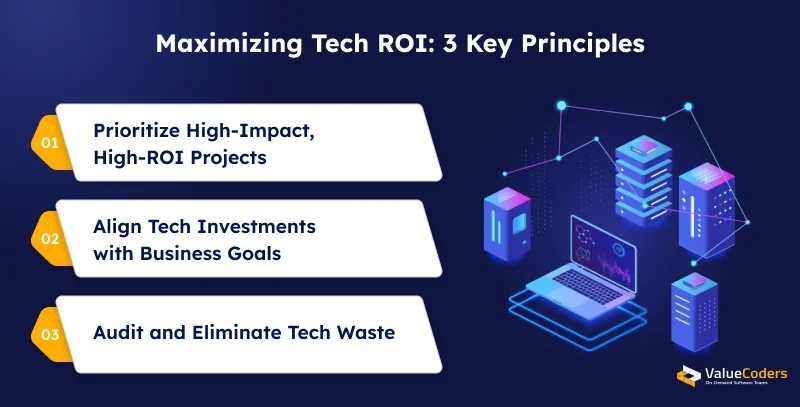 Maximizing Tech ROI: 3 Key Principles
01
Prioritize High-Impact,
High-ROI Projects
02
Align Tech Investments
with Business Goals
03
Audit and Eliminate Tech Waste
ValueCoders
On-Demand Software Teams